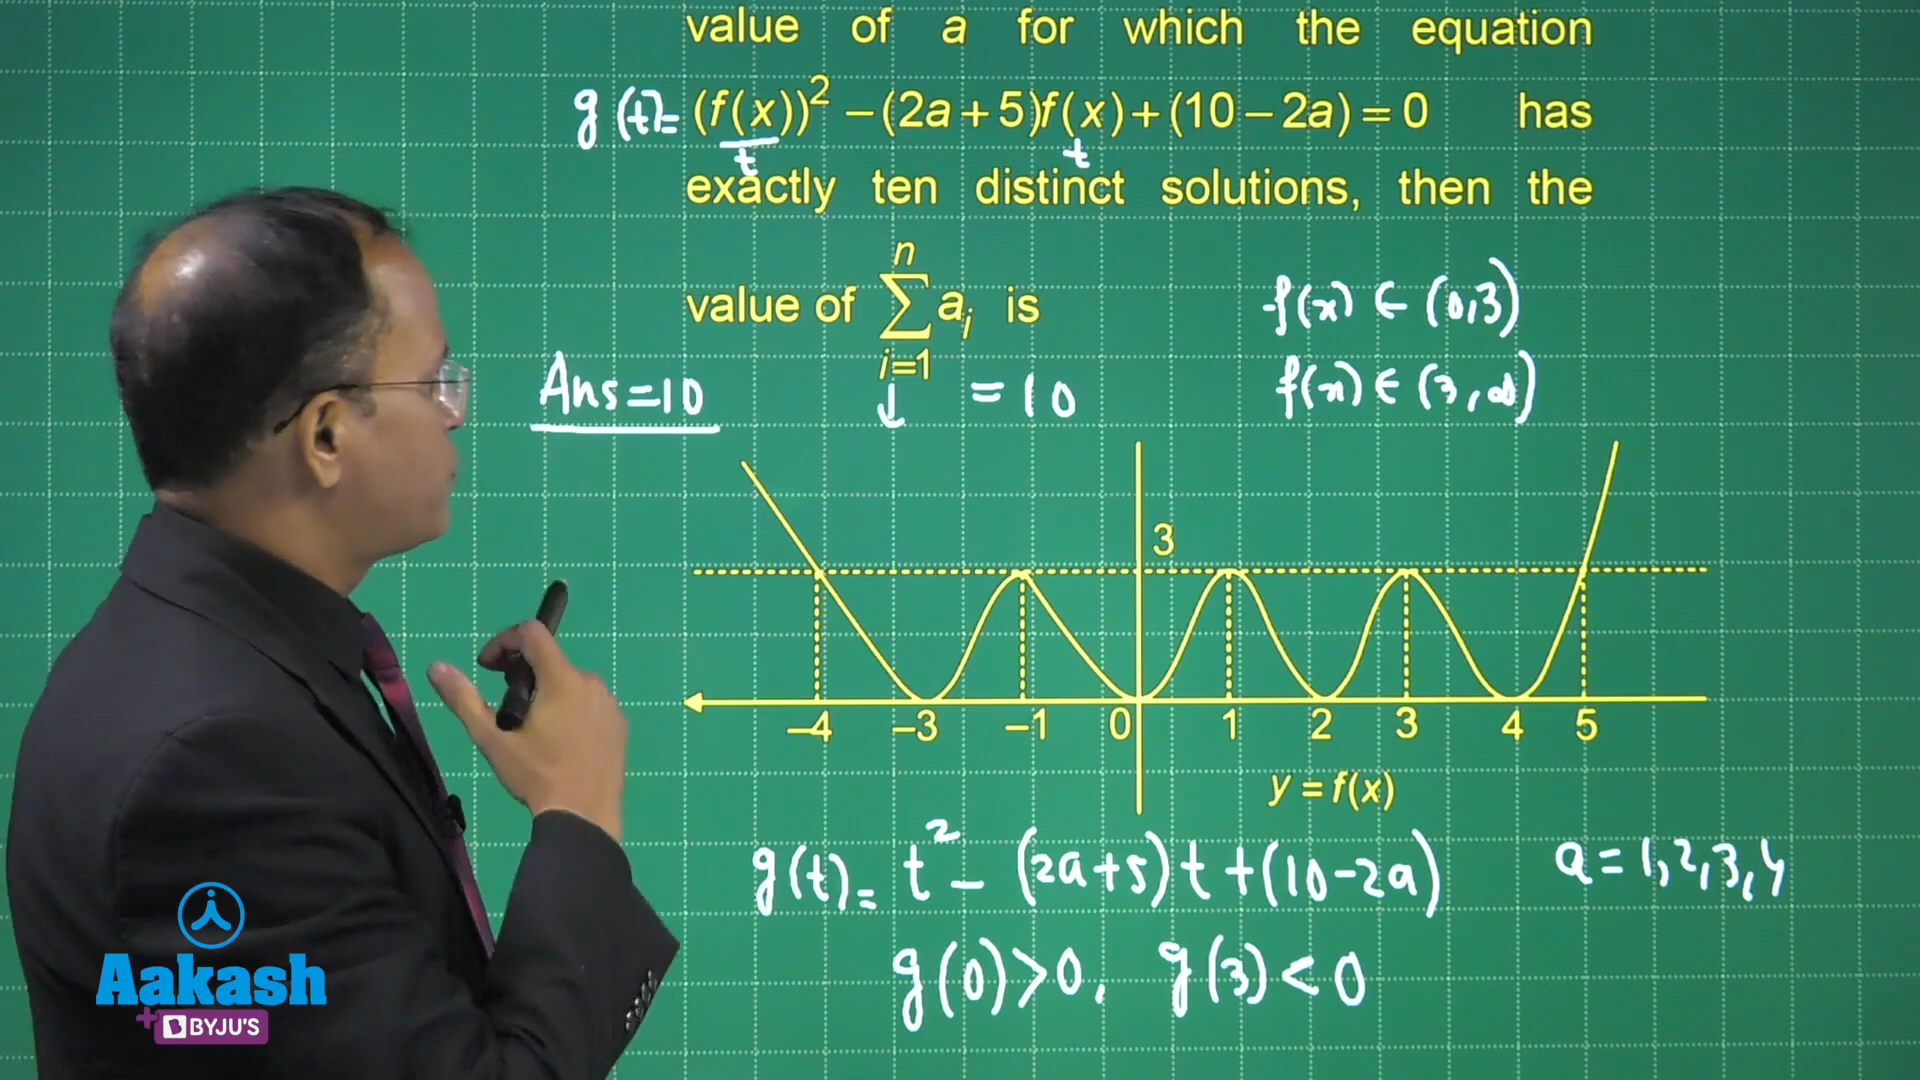 value of a for which the equation
g(t)= (f(x))² −(2a+5)f(x)+(10−2a)=0 has
t t
exactly ten distinct solutions, then the
n
value of ∑ aᵢ is
i=1
↓ = 10
Ans=10
f(x) ∈ (0,3)
f(x) ∈ (3,∞)
3
–4 –3 –1 0 1 2 3 4 5
y = f(x)
g(t)= t² − (2a+5)t+(10−2a)
a=1,2,3,4
g(0)>0, g(3)<0
Aakash
+BYJU'S